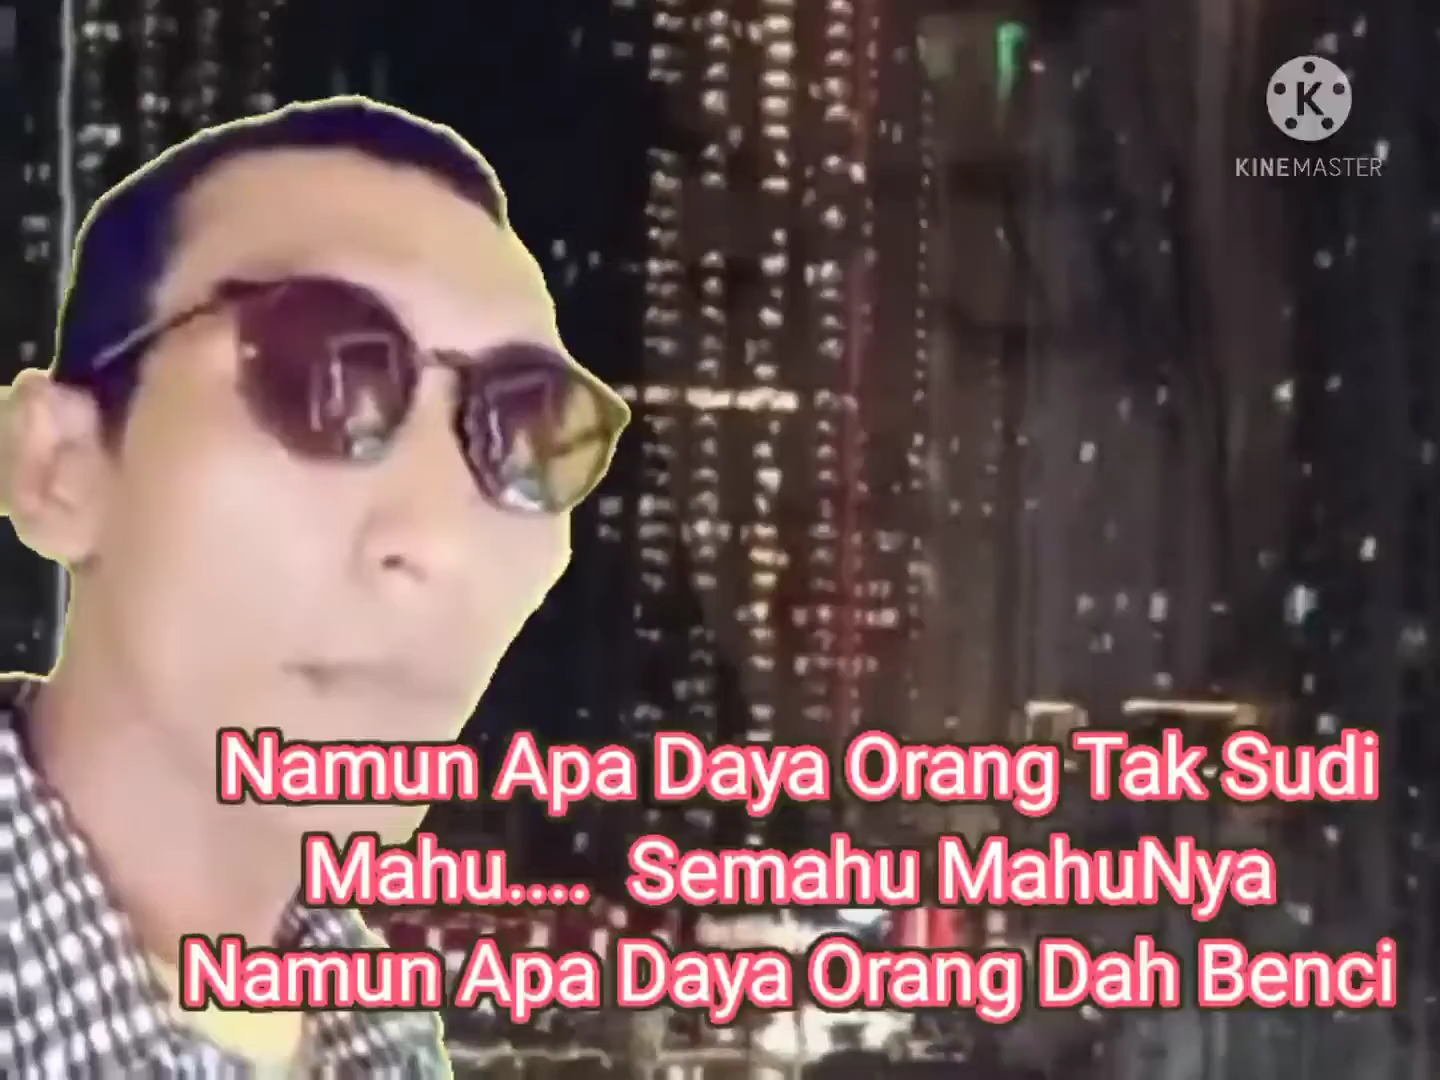 K
KINEMASTER
Namun Apa Daya Orang Tak Sudi
Mahu.... Semahu MahuNya
Namun Apa Daya Orang Dah Benci